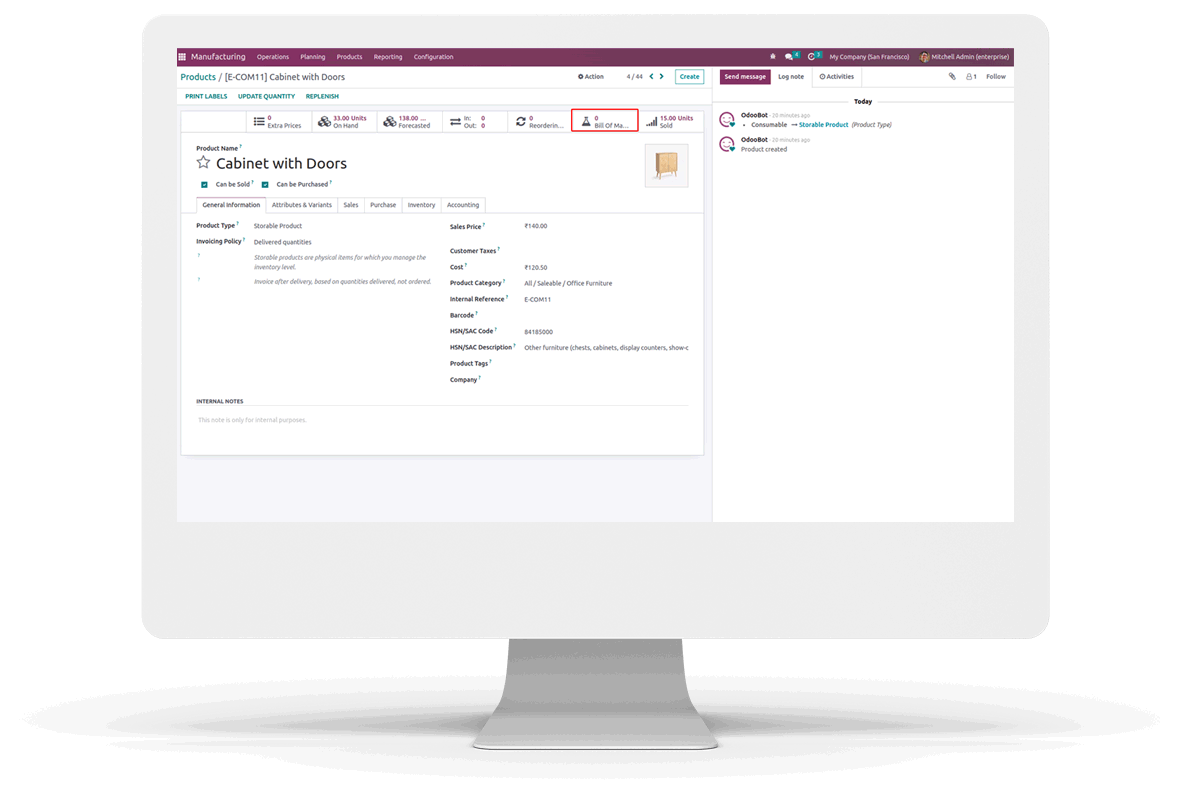 Manufacturing Operations Planning Products Reporting Configuration 4 3 My Company (San Francisco) Mitchell Admin (enterprise)
Products / [E-COM11] Cabinet with Doors Action 4 / 44 Create
PRINT LABELS UPDATE QUANTITY REPLENISH
0 Extra Prices
33.00 Units On Hand
138.00 ... Forecasted
In: 0
Out: 0
0 Reorderin...
0 Bill Of Ma...
15.00 Units Sold
Product Name ?
Cabinet with Doors
Can be Sold ? Can be Purchased ?
General Information Attributes & Variants Sales Purchase Inventory Accounting
Product Type ? Storable Product
Invoicing Policy ? Delivered quantities
? Storable products are physical items for which you manage the
inventory level.
? Invoice after delivery, based on quantities delivered, not ordered.
Sales Price ? ₹140.00
Customer Taxes ?
Cost ? ₹120.50
Product Category ? All / Saleable / Office Furniture
Internal Reference ? E-COM11
Barcode ?
HSN/SAC Code ? 84185000
HSN/SAC Description ? Other furniture (chests, cabinets, display counters, show-c
Product Tags ?
Company ?
INTERNAL NOTES
This note is only for internal purposes.
Send message Log note Activities 1 Follow
Today
OdooBot - 20 minutes ago
• Consumable → Storable Product (Product Type)
OdooBot - 20 minutes ago
Product created